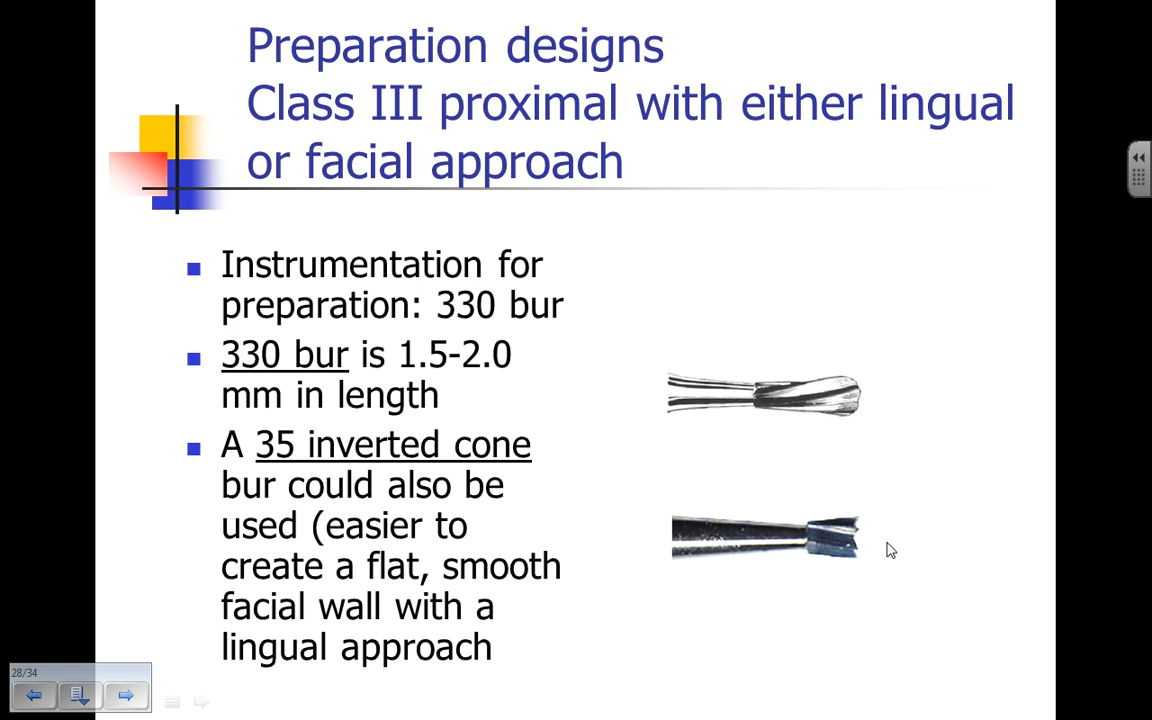 Preparation designs
Class III proximal with either lingual
or facial approach
Instrumentation for
preparation: 330 bur
330 bur is 1.5-2.0
mm in length
A 35 inverted cone
bur could also be
used (easier to
create a flat, smooth
facial wall with a
lingual approach
28/34